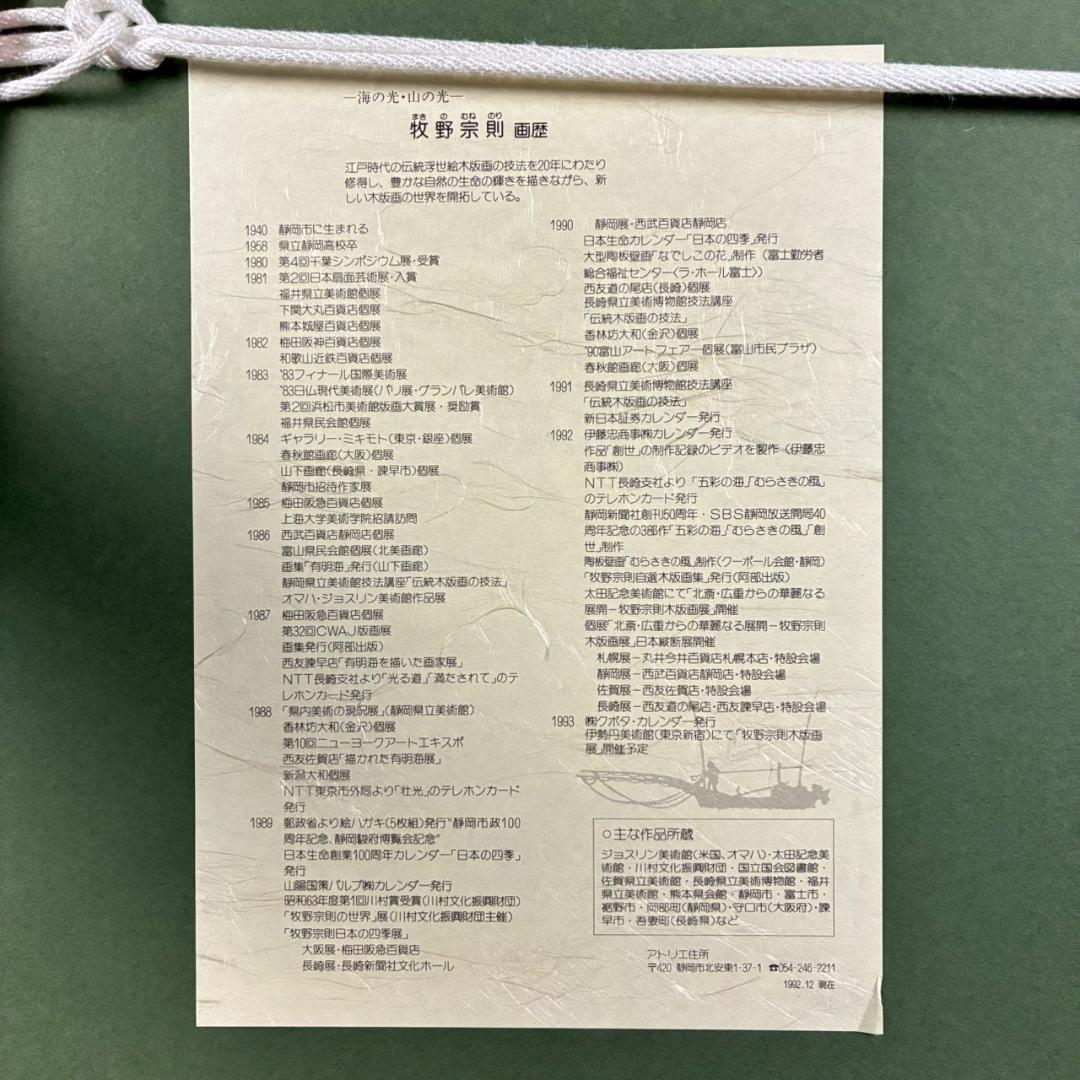 ―海の光・山の光―
まき の むね のり
牧野宗則 画歴
江戸時代の伝統浮世絵木版画の技法を20年にわたり
修得し、豊かな自然の生命の輝きを描きながら、新
しい木版画の世界を開拓している。
1940 静岡市に生まれる
1958 県立静岡高校卒
1980 第4回千葉シンポジウム展・受賞
1981 第2回日本扇面芸術展・入賞
福井県立美術館個展
下関大丸百貨店個展
熊本城屋百貨店個展
1982 梅田阪神百貨店個展
和歌山近鉄百貨店個展
1983 '83フィナール国際美術展
'83日仏現代美術展(パリ展・グランパレ美術館)
第2回浜松市美術館版画大賞展・奨励賞
福井県民会館個展
1984 ギャラリー・ミキモト(東京・銀座)個展
春秋館画廊(大阪)個展
山下画廊(長崎県・諫早市)個展
静岡市招待作家展
1985 梅田阪急百貨店個展
上海大学美術学院招請訪問
1986 西武百貨店静岡店個展
富山県民会館個展(北美画廊)
画集「有明海」発行(山下画廊)
静岡県立美術館技法講座「伝統木版画の技法」
オマハ・ジョスリン美術館作品展
1987 梅田阪急百貨店個展
第32回CWAJ版画展
画集発行(阿部出版)
西友諫早店「有明海を描いた画家展」
NTT長崎支社より「光る道」「満たされて」のテ
レホンカード発行
1988 「県内美術の現況展」(静岡県立美術館)
香林坊大和(金沢)個展
第10回ニューヨークアートエキスポ
西友佐賀店「描かれた有明海展」
新潟大和個展
NTT東京市外局より「壮光」のテレホンカード
発行
1989 郵政省より絵ハガキ(5枚組)発行"静岡市政100
周年記念、静岡駿府博覧会記念"
日本生命創業100周年カレンダー「日本の四季」
発行
山陽国策パルプ㈱カレンダー発行
昭和63年度第1回川村賞受賞(川村文化振興財団)
「牧野宗則の世界」展(川村文化振興財団主催)
「牧野宗則日本の四季展」
大阪展・梅田阪急百貨店
長崎展・長崎新聞社文化ホール
1990 静岡展・西武百貨店静岡店
日本生命カレンダー「日本の四季」発行
大型陶板壁画「なでしこの花」制作(富士勤労者
総合福祉センター〈ラ・ホール富士〉)
西友道の尾店(長崎)個展
長崎県立美術博物館技法講座
「伝統木版画の技法」
香林坊大和(金沢)個展
'90富山アートフェアー個展(富山市民プラザ)
春秋館画廊(大阪)個展
1991 長崎県立美術博物館技法講座
「伝統木版画の技法」
新日本証券カレンダー発行
1992 伊藤忠商事㈱カレンダー発行
作品「創世」の制作記録のビデオを製作(伊藤忠
商事㈱)
NTT長崎支社より「五彩の海」「むらさきの風」
のテレホンカード発行
静岡新聞社創刊50周年・SBS静岡放送開局40
周年記念の3部作「五彩の海」「むらさきの風」「創
世」制作
陶板壁画「むらさきの風」制作(クーポール会館・静岡)
「牧野宗則自選木版画集」発行(阿部出版)
太田記念美術館にて「北斎・広重からの華麗なる
展開-牧野宗則木版画展」開催
個展「北斎・広重からの華麗なる展開-牧野宗則
木版画展」日本縦断展開催
札幌展-丸井今井百貨店札幌本店・特設会場
静岡展-西武百貨店静岡店・特設会場
佐賀展-西友佐賀店・特設会場
長崎展-西友道の尾店・西友諫早店・特設会場
1993 ㈱クボタ・カレンダー発行
伊勢丹美術館(東京新宿)にて「牧野宗則木版画
展」開催予定
○主な作品所蔵
ジョスリン美術館(米国、オマハ)・太田記念美
術館・川村文化振興財団・国立国会図書館・
佐賀県立美術館・長崎県立美術博物館・福井
県立美術館・熊本県会館・静岡市・富士市・
裾野市・岡部町(静岡県)・守口市(大阪府)・諫
早市・吾妻町(長崎県)など
アトリエ住所
〒420 静岡市北安東1-37-1 ☎054-246-2211
1992.12 現在